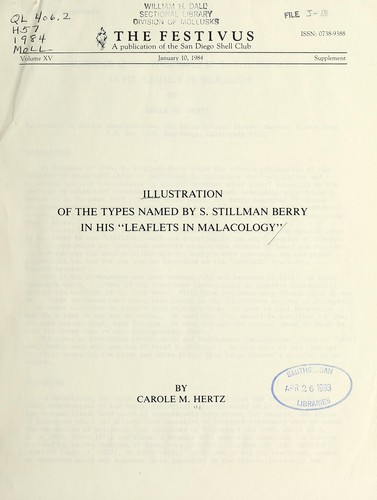 WILLIAM H. DALL
SECTIONAL LIBRARY
DIVISION OF MOLLUSKS
QL 406.2
H57
1984
MOLL
FILE
THE FESTIVUS
ISSN: 0738-9388
A publication of the San Diego Shell Club
Volume XV
January 10, 1984
Supplement
ILLUSTRATION
OF THE TYPES NAMED BY S. STILLMAN BERRY
IN HIS "LEAFLETS IN MALACOLOGY"
BY
CAROLE M. HERTZ
SMITHSONIAN
APR 26 1993
LIBRARIES